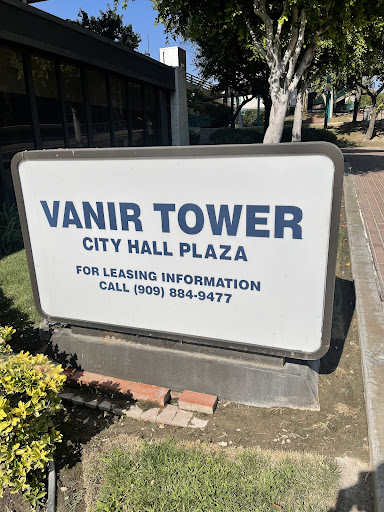 VANIR TOWER
CITY HALL PLAZA
FOR LEASING INFORMATION
CALL (909) 884-9477